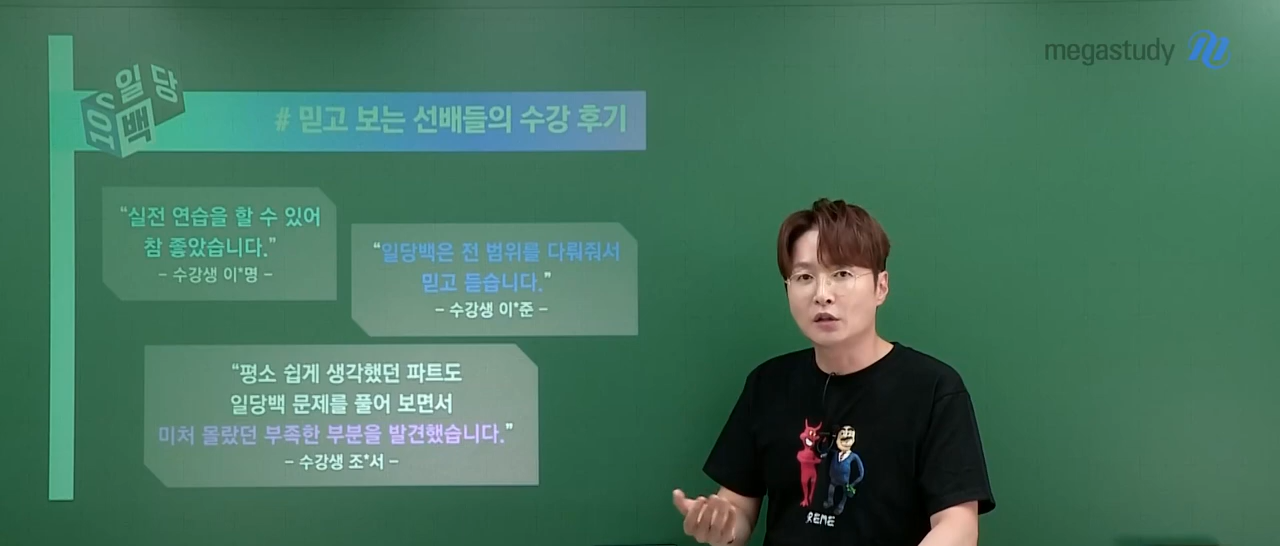 megastudy
일당
100 백
# 믿고 보는 선배들의 수강 후기
“실전 연습을 할 수 있어
참 좋았습니다.”
- 수강생 이*명 -
“일당백은 전 범위를 다뤄줘서
믿고 듣습니다.”
- 수강생 이*준 -
“평소 쉽게 생각했던 파트도
일당백 문제를 풀어 보면서
미처 몰랐던 부족한 부분을 발견했습니다.”
- 수강생 조*서 -
REME